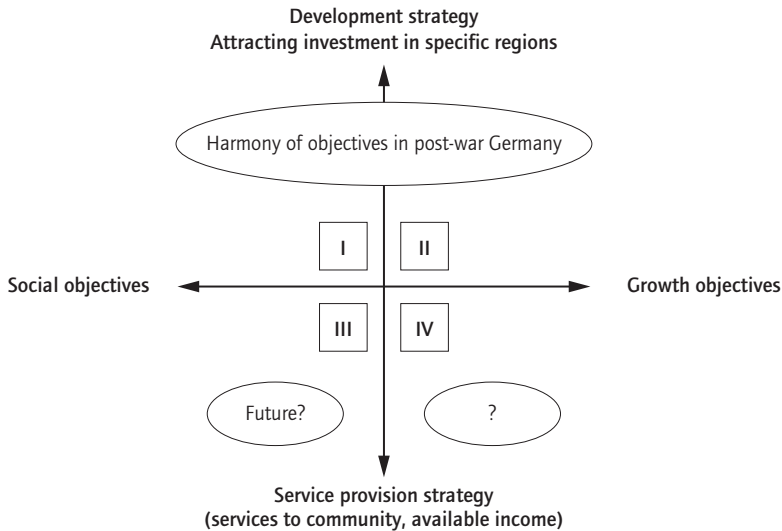 Development strategy
Attracting investment in specific regions
Harmony of objectives in post-war Germany
I
II
Social objectives
Growth objectives
III
IV
Future?
?
Service provision strategy
(services to community, available income)